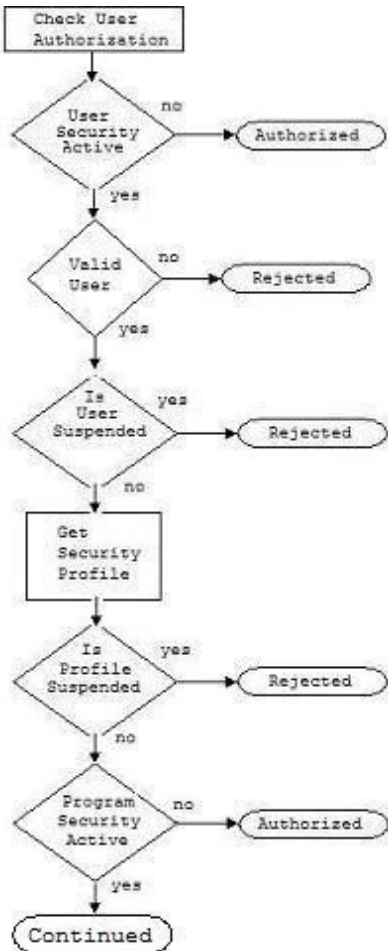 Check User
Authorization
no
User
Security
Active
Authorized
yes
no
Valid
User
Rejected
yes
Is
User
Suspended
yes
Rejected
no
Get
Security
Profile
Is
Profile
Suspended
yes
Rejected
no
Program
Security
Active
no
Authorized
yes
Continued